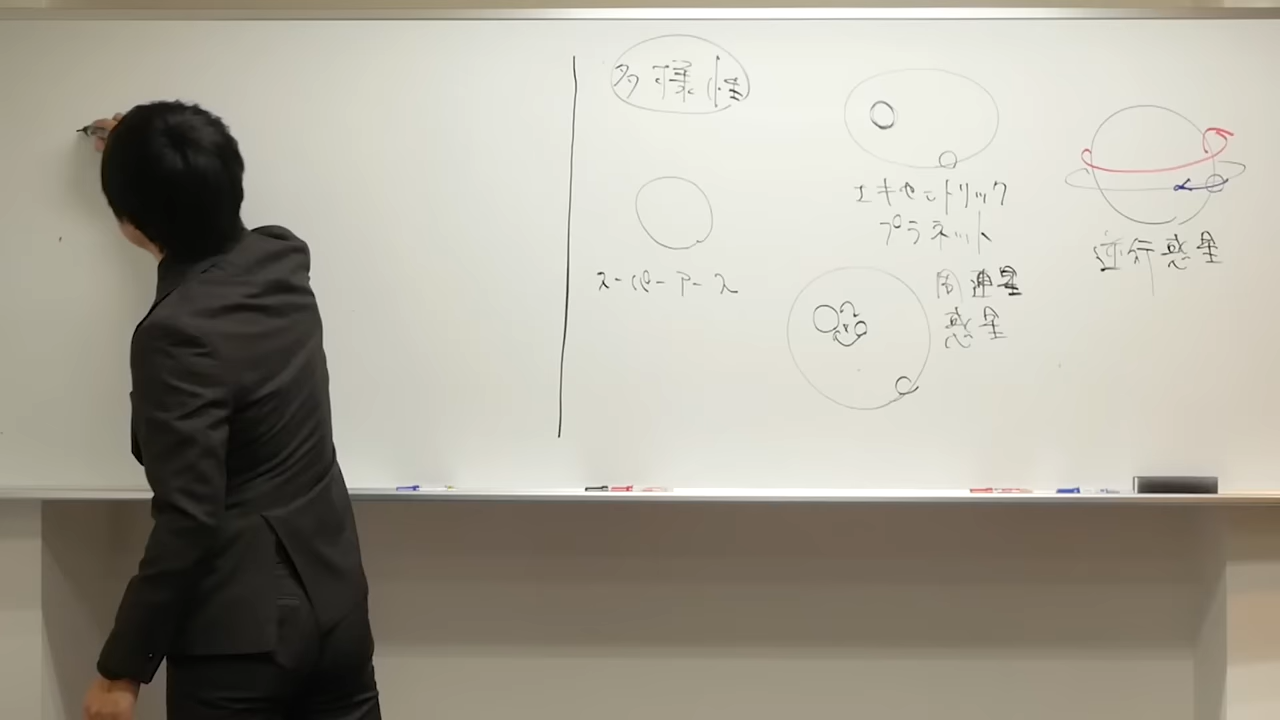 多様性
スーパーアース
エキセントリック
プラネット
周連星
惑星
逆行惑星